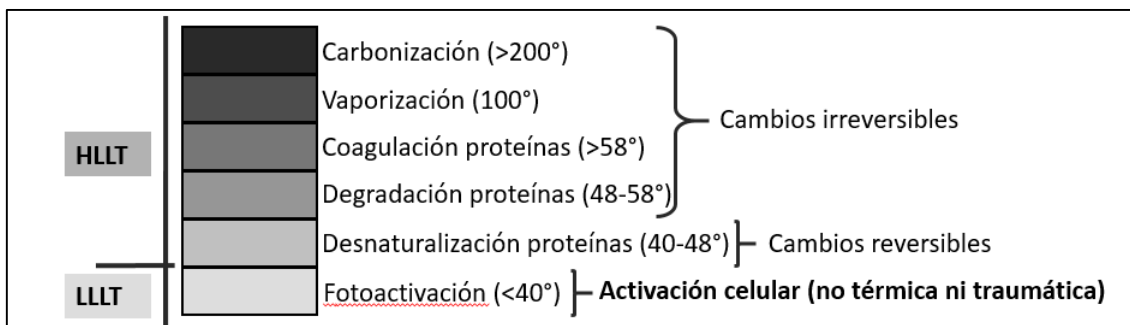 Carbonización (>200°)
Vaporización (100°)
Cambios irreversibles
HLLT
Coagulación proteínas (>58°)
Degradación proteínas (48-58°)
Desnaturalización proteínas (40-48°)
Cambios reversibles
LLLT
Fotoactivación (<40°)
Activación celular (no térmica ni traumática)